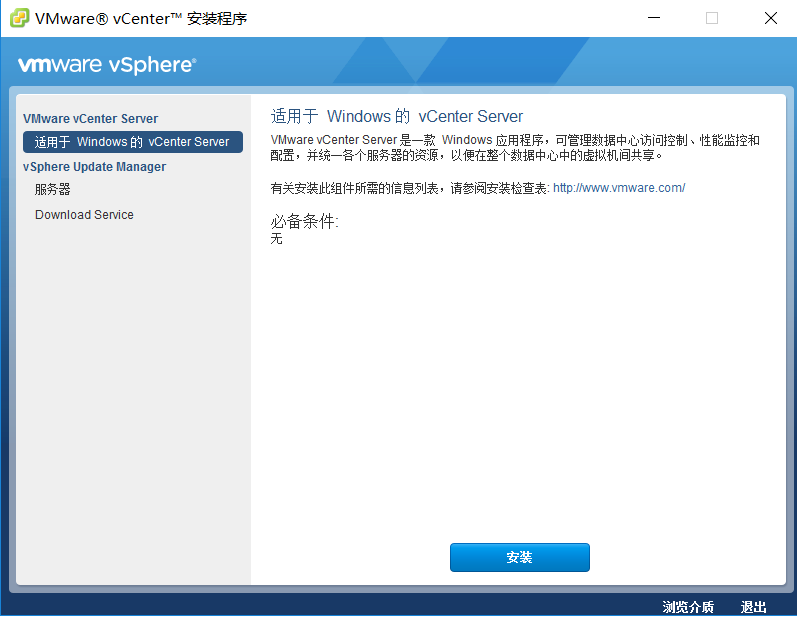 VMware® vCenter™ 安装程序
vmware vSphere®
VMware vCenter Server
适用于 Windows 的 vCenter Server
vSphere Update Manager
服务器
Download Service
适用于 Windows 的 vCenter Server
VMware vCenter Server 是一款 Windows 应用程序，可管理数据中心访问控制、性能监控和
配置，并统一各个服务器的资源，以便在整个数据中心中的虚拟机间共享。
有关安装此组件所需的信息列表，请参阅安装检查表: http://www.vmware.com/
必备条件:
无
安装
浏览介质 退出